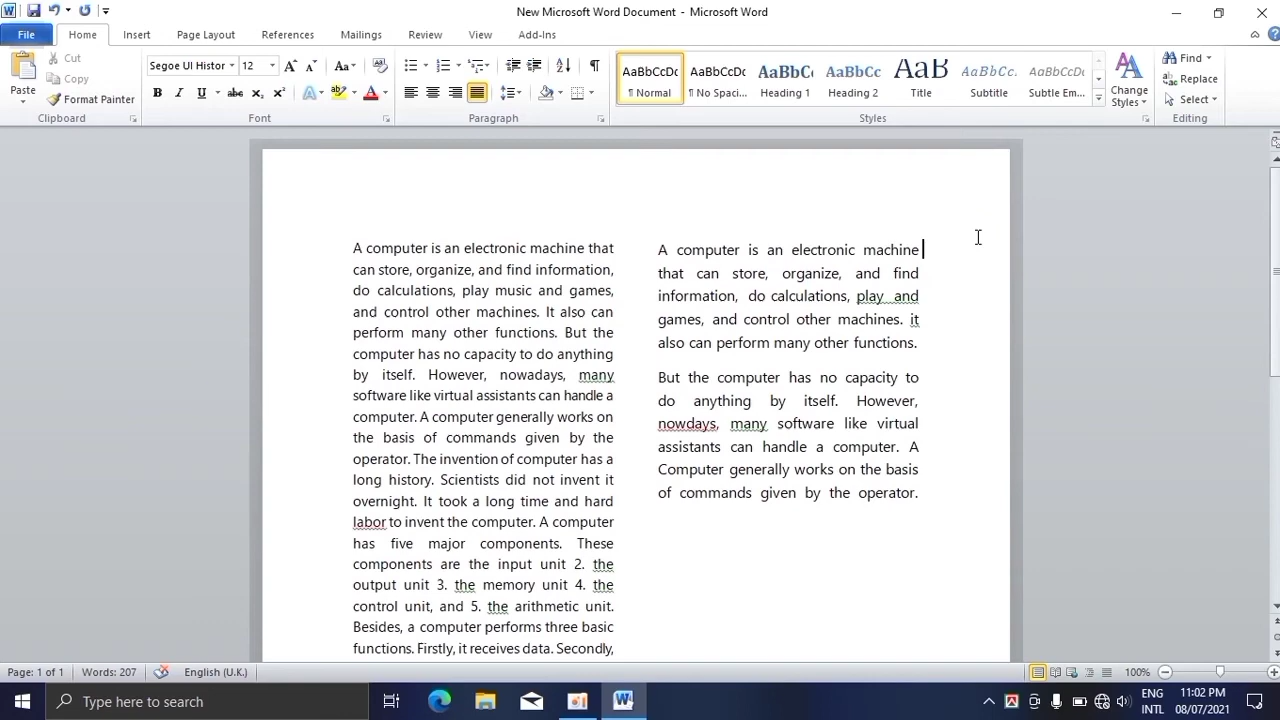 New Microsoft Word Document - Microsoft Word
File Home Insert Page Layout References Mailings Review View Add-Ins
Paste
Cut
Copy
Format Painter
Clipboard
Segoe UI Histor 12
Font
Paragraph
AaBbCcDc AaBbCcDc AaBbC AaBbCc AaB AaBbCc. AaBbCcDc
¶ Normal ¶ No Spaci... Heading 1 Heading 2 Title Subtitle Subtle Em...
Change
Styles
Styles
Find
Replace
Select
Editing
A computer is an electronic machine that
can store, organize, and find information,
do calculations, play music and games,
and control other machines. It also can
perform many other functions. But the
computer has no capacity to do anything
by itself. However, nowadays, many
software like virtual assistants can handle a
computer. A computer generally works on
the basis of commands given by the
operator. The invention of computer has a
long history. Scientists did not invent it
overnight. It took a long time and hard
labor to invent the computer. A computer
has five major components. These
components are the input unit 2. the
output unit 3. the memory unit 4. the
control unit, and 5. the arithmetic unit.
Besides, a computer performs three basic
functions. Firstly, it receives data. Secondly,
A computer is an electronic machine
that can store, organize, and find
information, do calculations, play and
games, and control other machines. it
also can perform many other functions.
But the computer has no capacity to
do anything by itself. However,
nowdays, many software like virtual
assistants can handle a computer. A
Computer generally works on the basis
of commands given by the operator.
Page: 1 of 1 Words: 207 English (U.K.) 100%
Type here to search
ENG
INTL
11:02 PM
08/07/2021